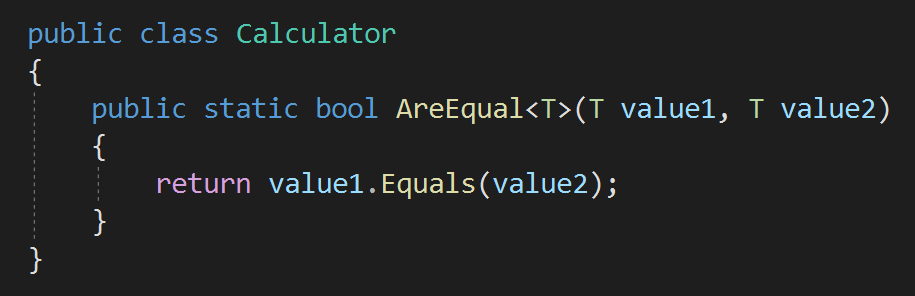 public class Calculator
{
    public static bool AreEqual<T>(T value1, T value2)
    {
        return value1.Equals(value2);
    }
}